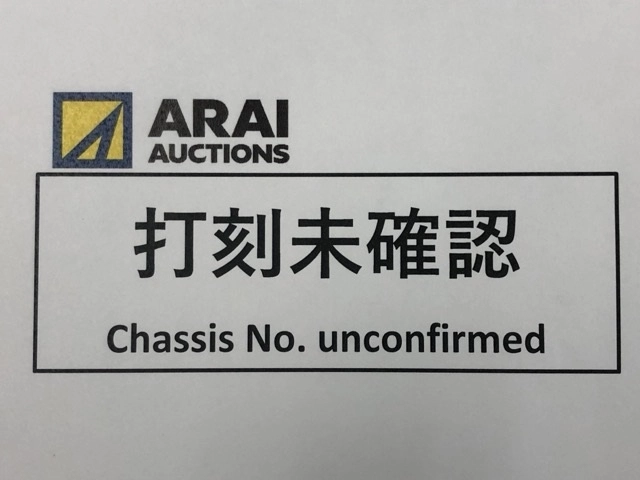 ARAI
AUCTIONS
打刻未確認
Chassis No. unconfirmed